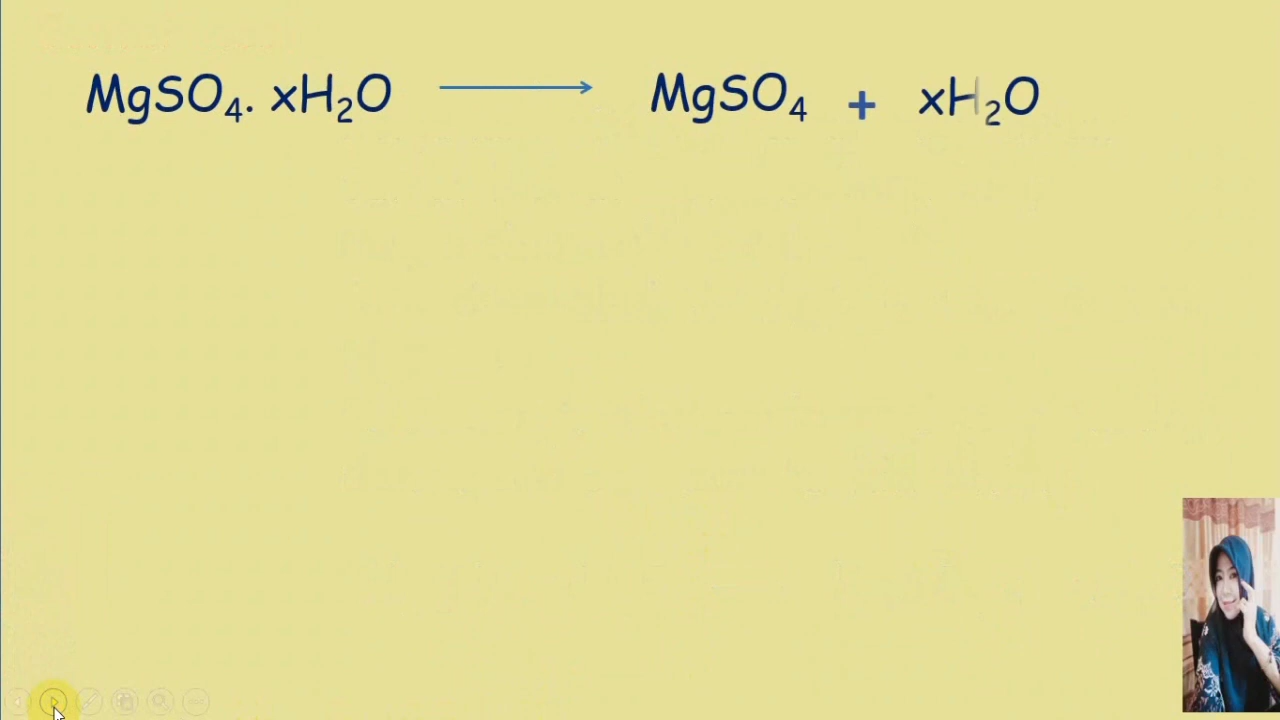 MgSO₄. xH₂O ⟶ MgSO₄ + xH₂O